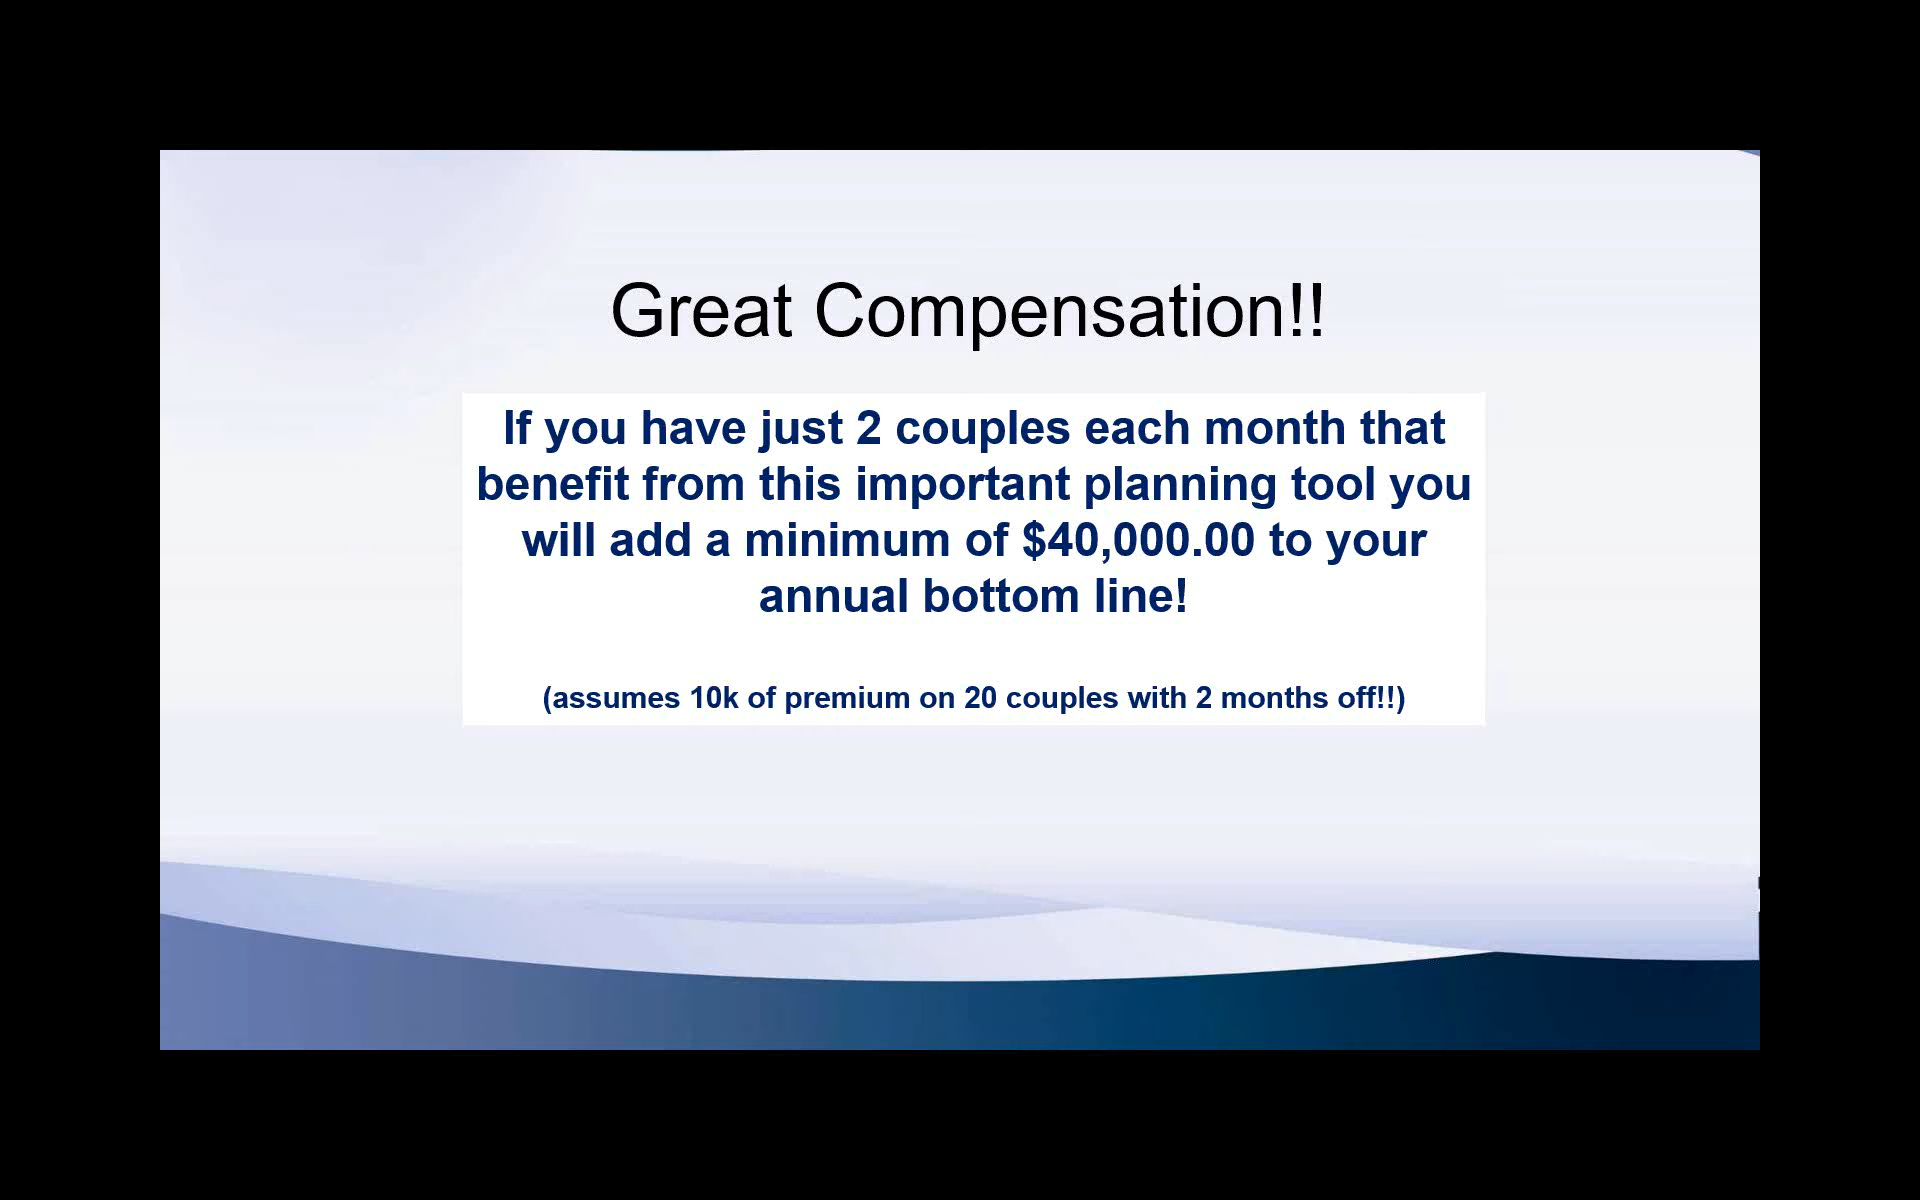 Great Compensation!!
If you have just 2 couples each month that
benefit from this important planning tool you
will add a minimum of $40,000.00 to your
annual bottom line!
(assumes 10k of premium on 20 couples with 2 months off!!)